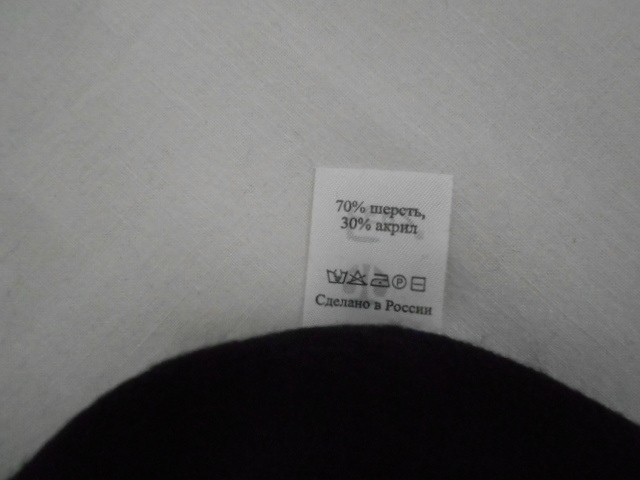 70% шерсть,
30% акрил
P
Сделано в России